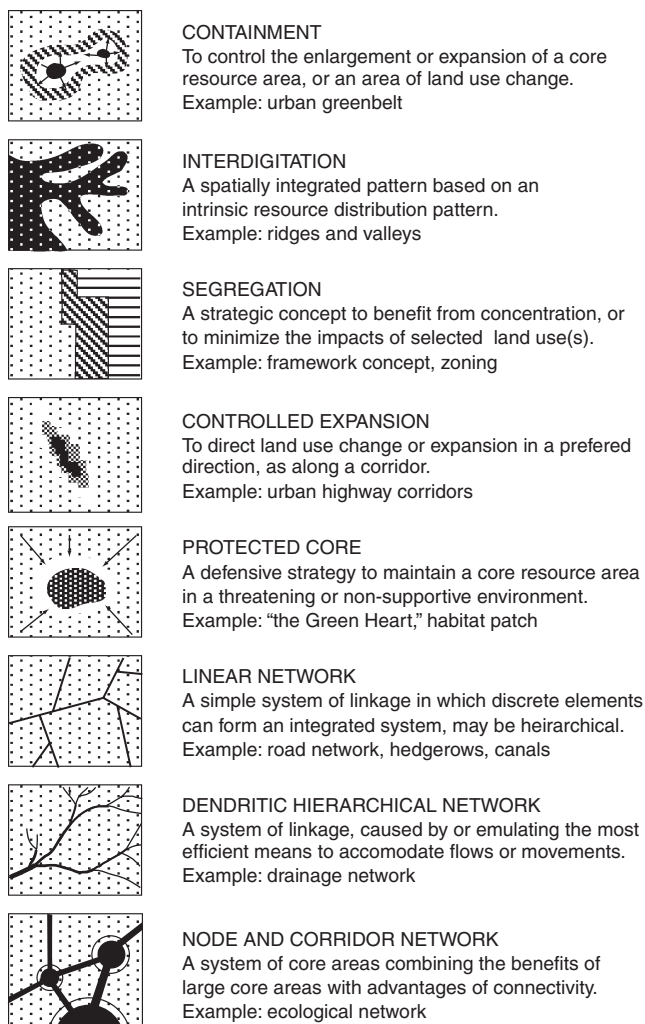 CONTAINMENT
To control the enlargement or expansion of a core
resource area, or an area of land use change.
Example: urban greenbelt
INTERDIGITATION
A spatially integrated pattern based on an
intrinsic resource distribution pattern.
Example: ridges and valleys
SEGREGATION
A strategic concept to benefit from concentration, or
to minimize the impacts of selected land use(s).
Example: framework concept, zoning
CONTROLLED EXPANSION
To direct land use change or expansion in a prefered
direction, as along a corridor.
Example: urban highway corridors
PROTECTED CORE
A defensive strategy to maintain a core resource area
in a threatening or non-supportive environment.
Example: “the Green Heart,” habitat patch
LINEAR NETWORK
A simple system of linkage in which discrete elements
can form an integrated system, may be heirarchical.
Example: road network, hedgerows, canals
DENDRITIC HIERARCHICAL NETWORK
A system of linkage, caused by or emulating the most
efficient means to accomodate flows or movements.
Example: drainage network
NODE AND CORRIDOR NETWORK
A system of core areas combining the benefits of
large core areas with advantages of connectivity.
Example: ecological network